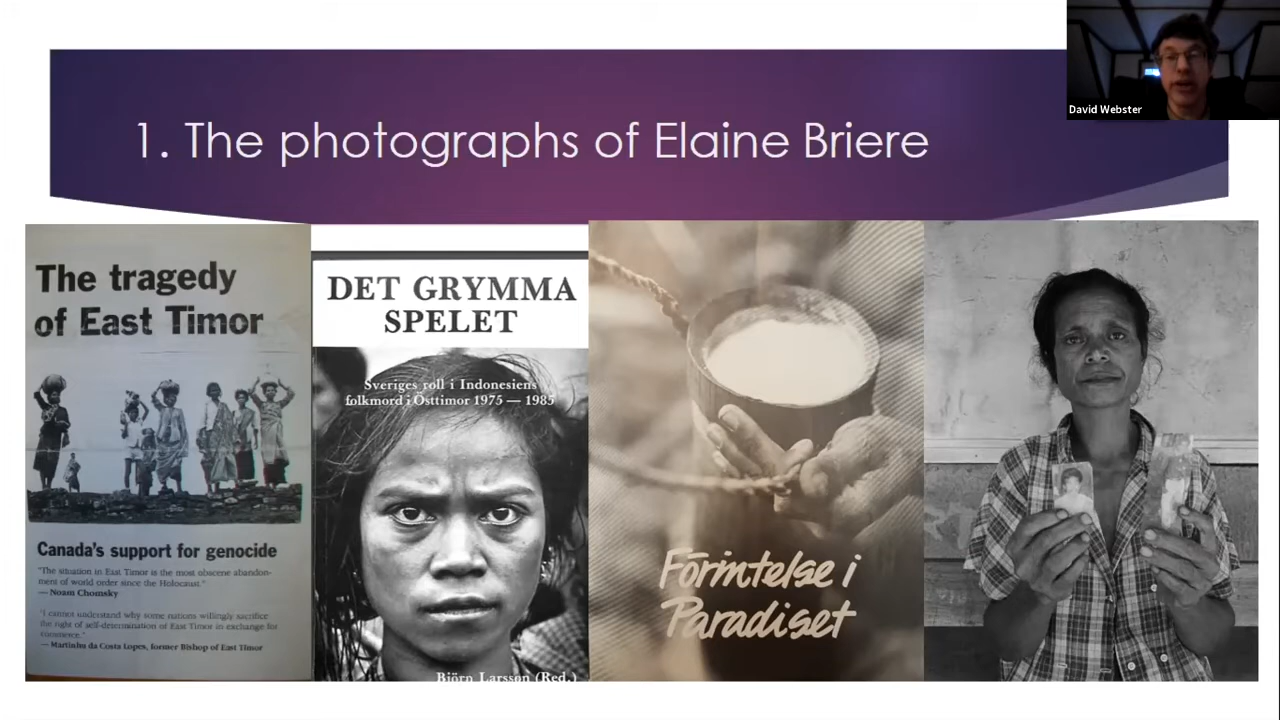 1. The photographs of Elaine Briere
David Webster
The tragedy
of East Timor
Canada's support for genocide
"The situation in East Timor is the most obscene abandon-
ment of world order since the Holocaust."
— Noam Chomsky
"I cannot understand why some nations willingly sacrifice
the right of self-determination of East Timor in exchange for
commerce."
— Martinho da Costa Lopes, former Bishop of East Timor
DET GRYMMA
SPELET
Sveriges roll i Indonesiens
folkmord i Östtimor 1975 — 1985
Björn Larsson (Red.)
Förintelse i
Paradiset